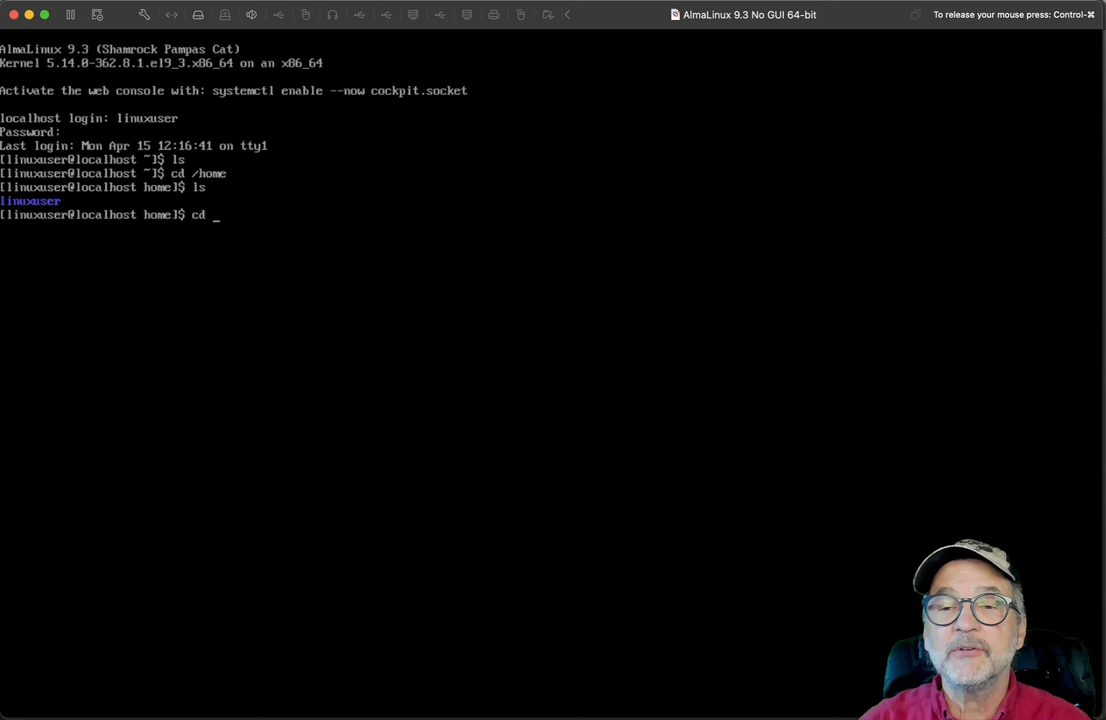 AlmaLinux 9.3 No GUI 64-bit
To release your mouse press: Control-⌘
AlmaLinux 9.3 (Shamrock Pampas Cat)
Kernel 5.14.0-362.8.1.el9_3.x86_64 on an x86_64
Activate the web console with: systemctl enable --now cockpit.socket
localhost login: linuxuser
Password:
Last login: Mon Apr 15 12:16:41 on tty1
[linuxuser@localhost ~]$ ls
[linuxuser@localhost ~]$ cd /home
[linuxuser@localhost home]$ ls
linuxuser
[linuxuser@localhost home]$ cd _